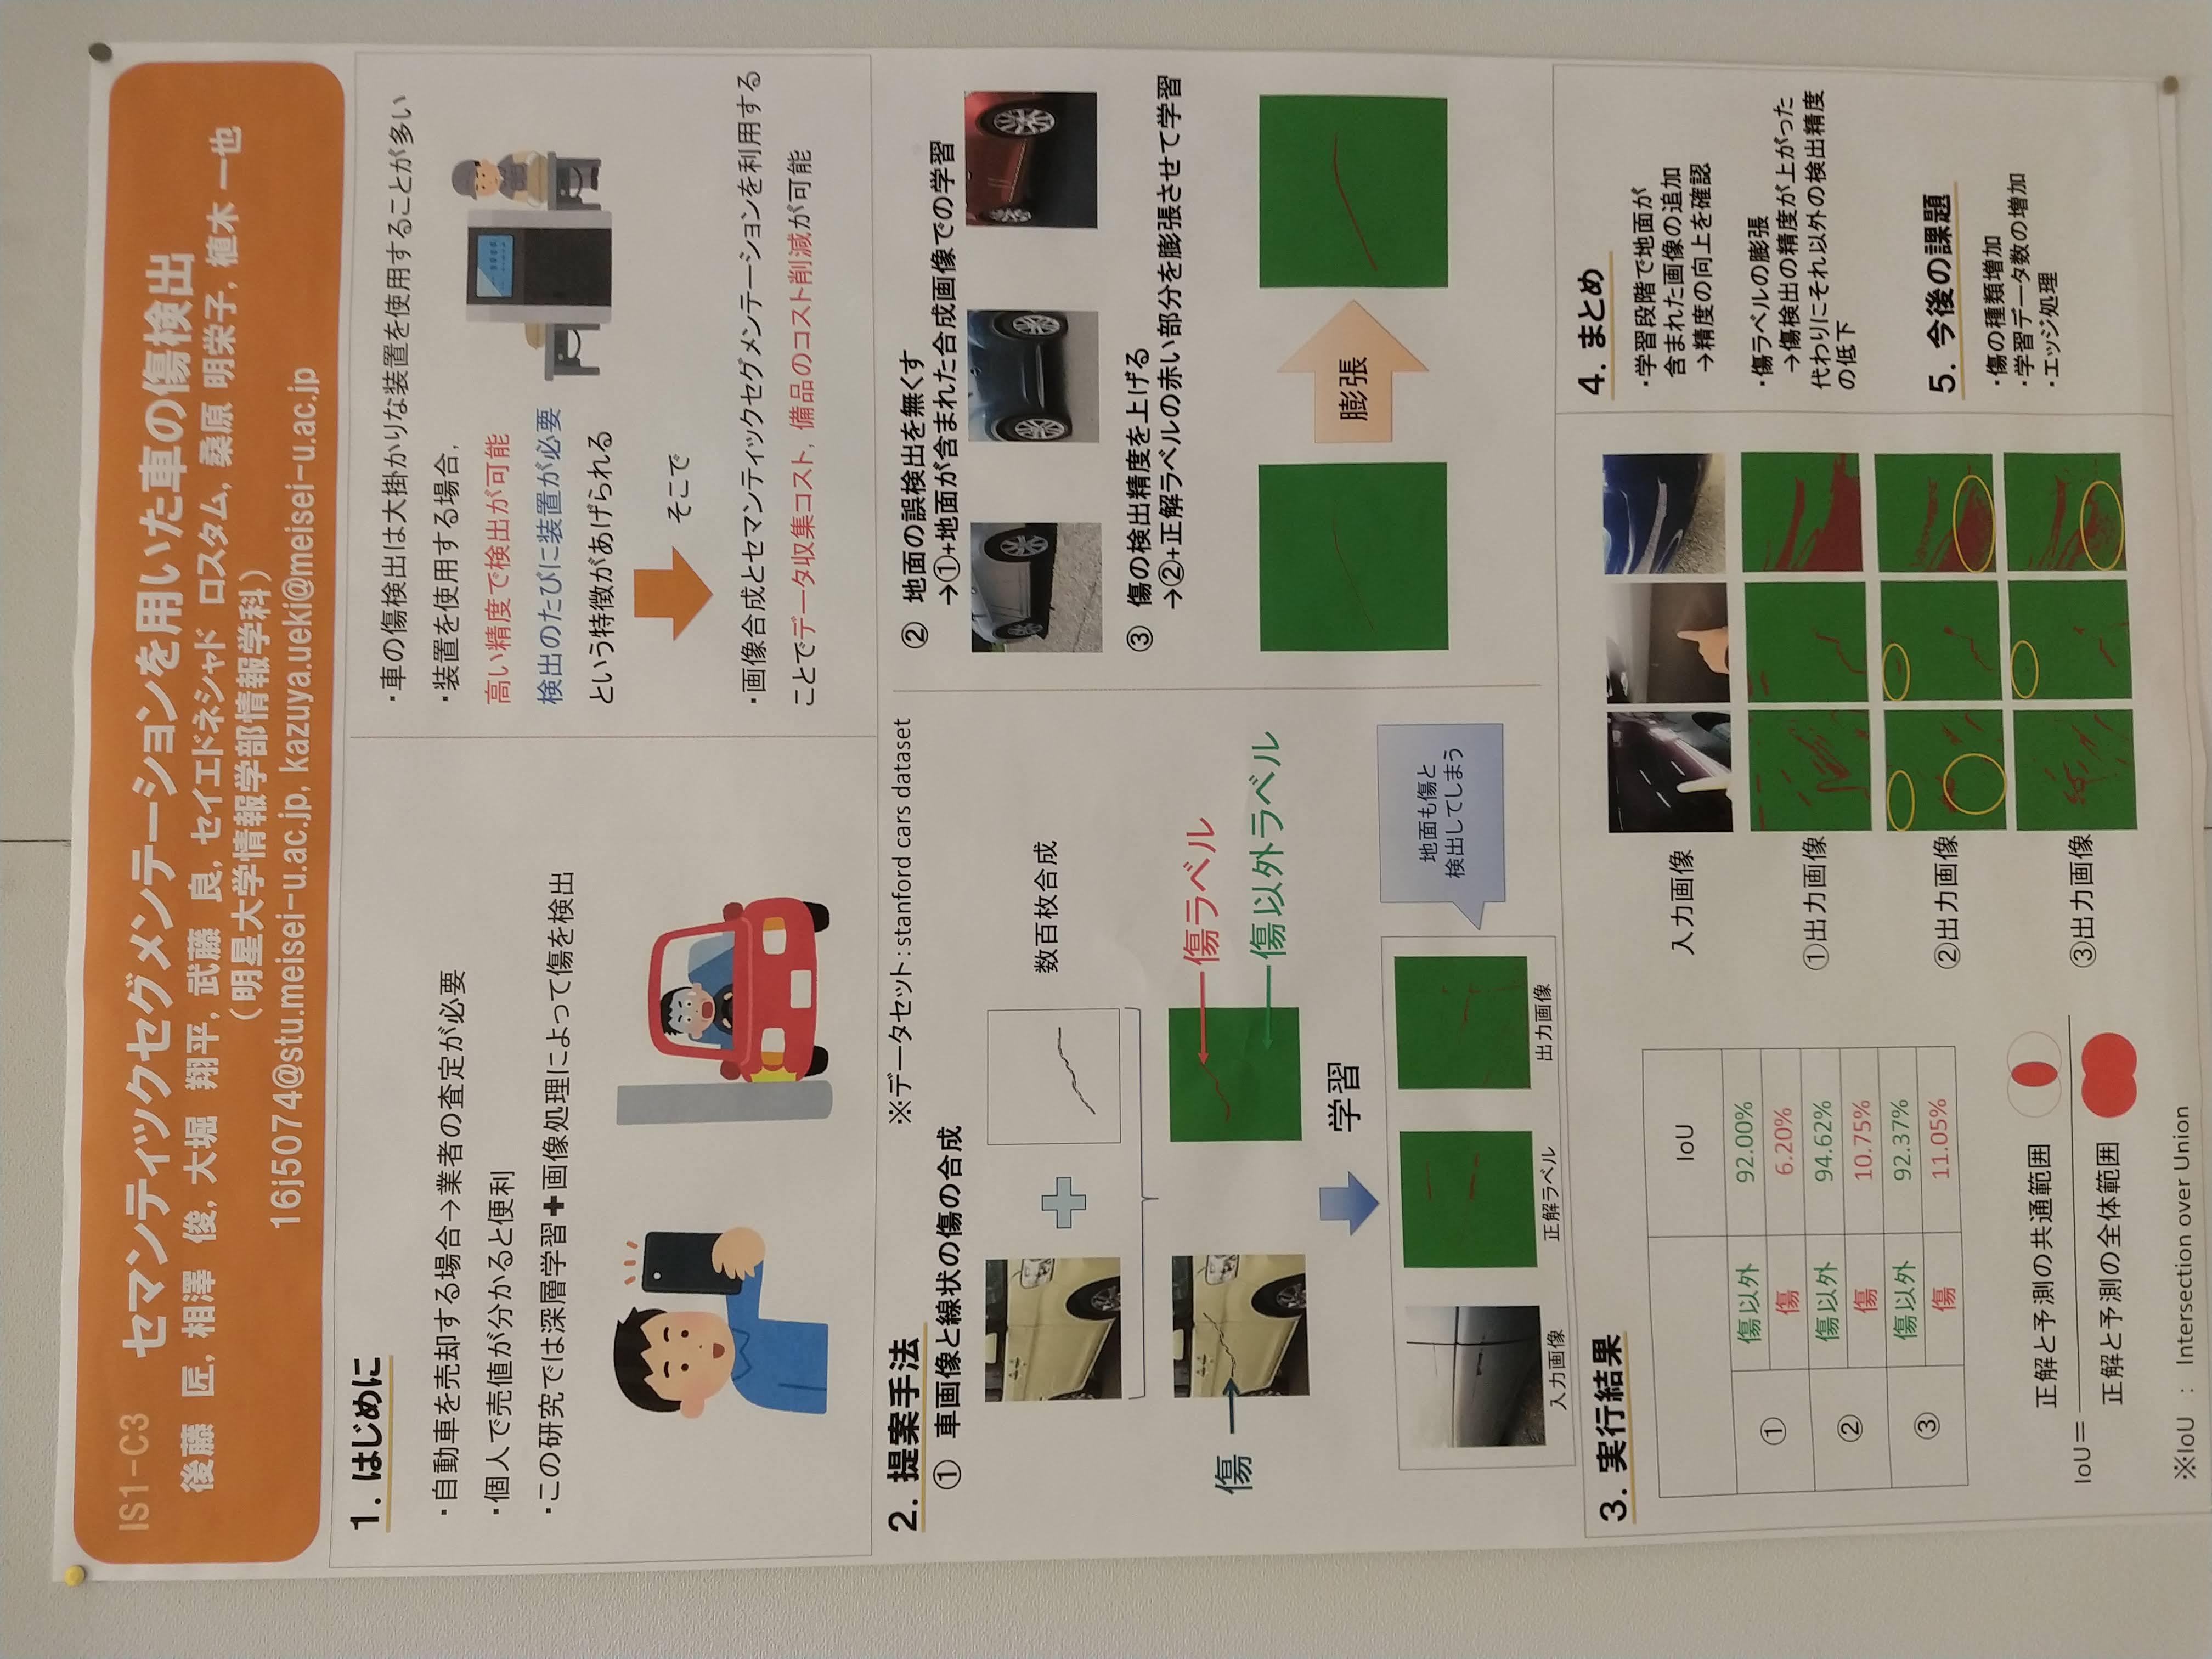 IS1-C3
セマンティックセグメンテーションを用いた車の傷検出
後藤 匠, 相澤 俊, 大堀 翔平, 武藤 良, セイエドネシャド ロスタム, 桑原 明栄子, 植木 一也
(明星大学情報学部情報学科)
16j5074@stu.meisei-u.ac.jp, kazuya.ueki@meisei-u.ac.jp
1. はじめに
・自動車を売却する場合→業者の査定が必要
・個人で売値が分かると便利
・この研究では深層学習✚画像処理によって傷を検出
・車の傷検出は大掛かりな装置を使用することが多い
・装置を使用する場合,
高い精度で検出が可能
検出のたびに装置が必要
という特徴があげられる
そこで
・画像合成とセマンティックセグメンテーションを利用する
ことでデータ収集コスト, 備品のコスト削減が可能
2. 提案手法
※データセット:stanford cars dataset
① 車画像と線状の傷の合成
数百枚合成
傷
傷ラベル
傷以外ラベル
学習
地面も傷と
検出してしまう
入力画像
正解ラベル
出力画像
② 地面の誤検出を無くす
→①+地面が含まれた合成画像での学習
③ 傷の検出精度を上げる
→②+正解ラベルの赤い部分を膨張させて学習
膨張
3. 実行結果
IoU
① 傷以外 92.00%
傷 6.20%
② 傷以外 94.62%
傷 10.75%
③ 傷以外 92.37%
傷 11.05%
IoU=
正解と予測の共通範囲
正解と予測の全体範囲
※IoU : Intersection over Union
入力画像
①出力画像
②出力画像
③出力画像
4. まとめ
・学習段階で地面が
含まれた画像の追加
→精度の向上を確認
・傷ラベルの膨張
→傷検出の精度が上がった
代わりにそれ以外の検出精度
の低下
5. 今後の課題
・傷の種類増加
・学習データ数の増加
・エッジ処理